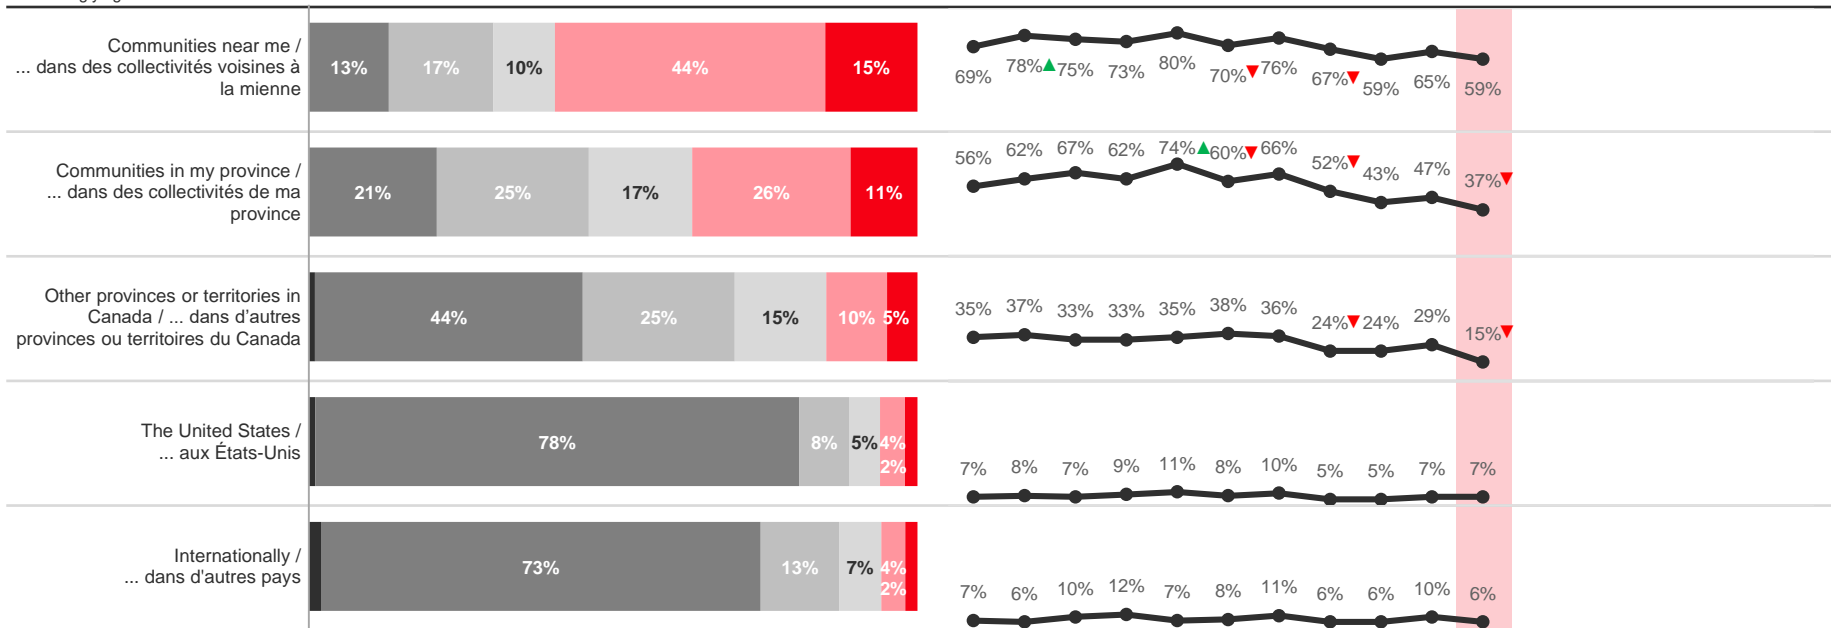 Communities near me /
... dans des collectivités voisines à
la mienne
13% 17% 10% 44% 15%
69% 78% 75% 73% 80% 70% 76% 67% 59% 65% 59%
Communities in my province /
... dans des collectivités de ma
province
21% 25% 17% 26% 11%
56% 62% 67% 62% 74% 60% 66% 52% 43% 47% 37%
Other provinces or territories in
Canada / ... dans d’autres
provinces ou territoires du Canada
44% 25% 15% 10% 5%
35% 37% 33% 33% 35% 38% 36% 24% 24% 29% 15%
The United States /
... aux États-Unis
78% 8% 5% 4%
2%
7% 8% 7% 9% 11% 8% 10% 5% 5% 7% 7%
Internationally /
... dans d'autres pays
73% 13% 7% 4%
2%
7% 6% 10% 12% 7% 8% 11% 6% 6% 10% 6%